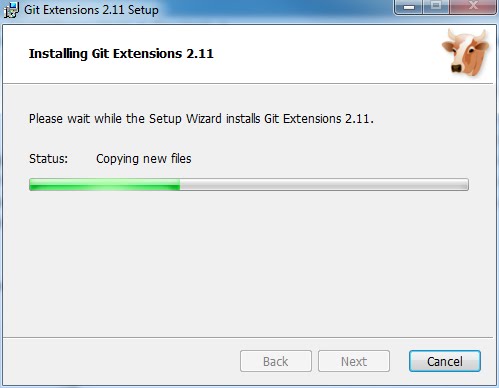 Git Extensions 2.11 Setup
Installing Git Extensions 2.11
Please wait while the Setup Wizard installs Git Extensions 2.11.
Status: Copying new files
Back Next Cancel